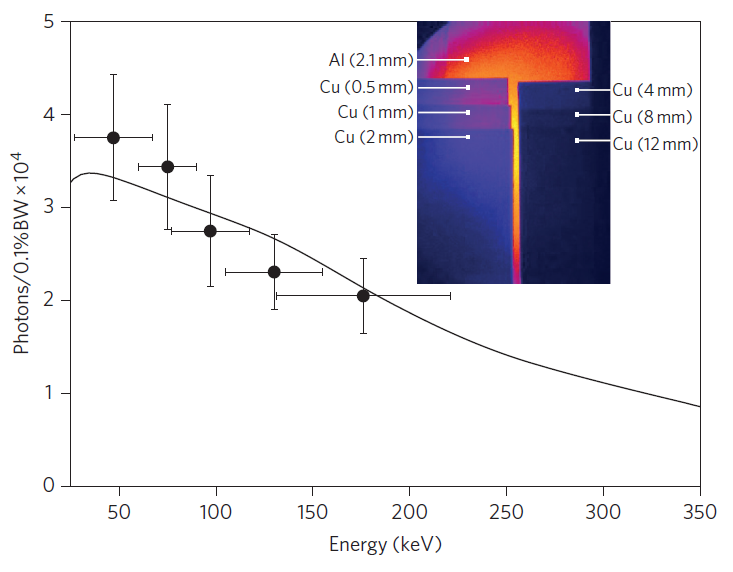 5
4
3
2
1
0
Photons/0.1%BW ×10⁴
50
100
150
200
250
300
350
Energy (keV)
Al (2.1 mm)
Cu (0.5 mm)
Cu (1 mm)
Cu (2 mm)
Cu (4 mm)
Cu (8 mm)
Cu (12 mm)